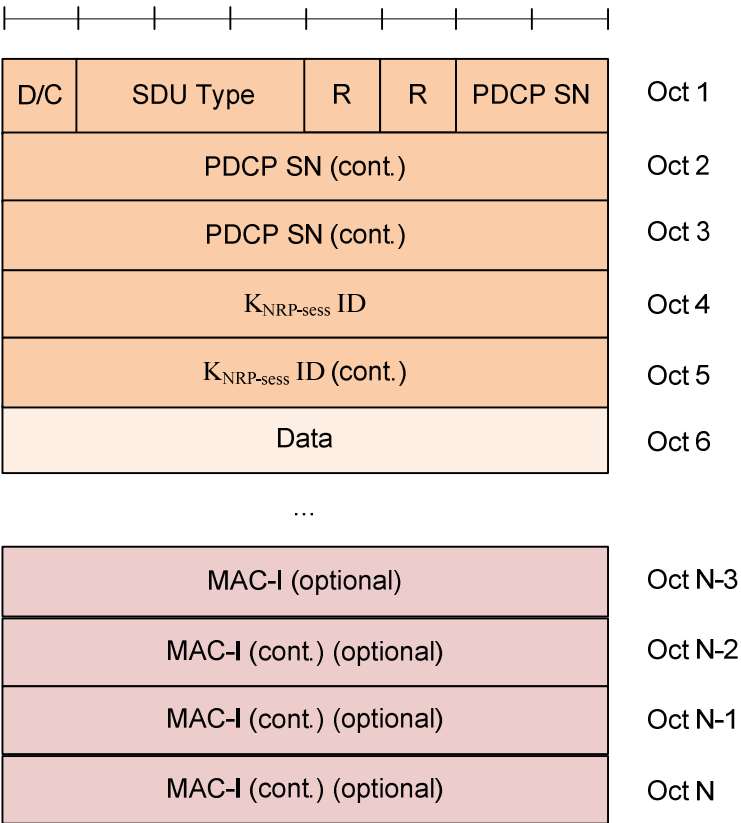 D/C SDU Type R R PDCP SN Oct 1
PDCP SN (cont.) Oct 2
PDCP SN (cont.) Oct 3
KNRP-sess ID Oct 4
KNRP-sess ID (cont.) Oct 5
Data Oct 6
...
MAC-I (optional) Oct N-3
MAC-I (cont.) (optional) Oct N-2
MAC-I (cont.) (optional) Oct N-1
MAC-I (cont.) (optional) Oct N